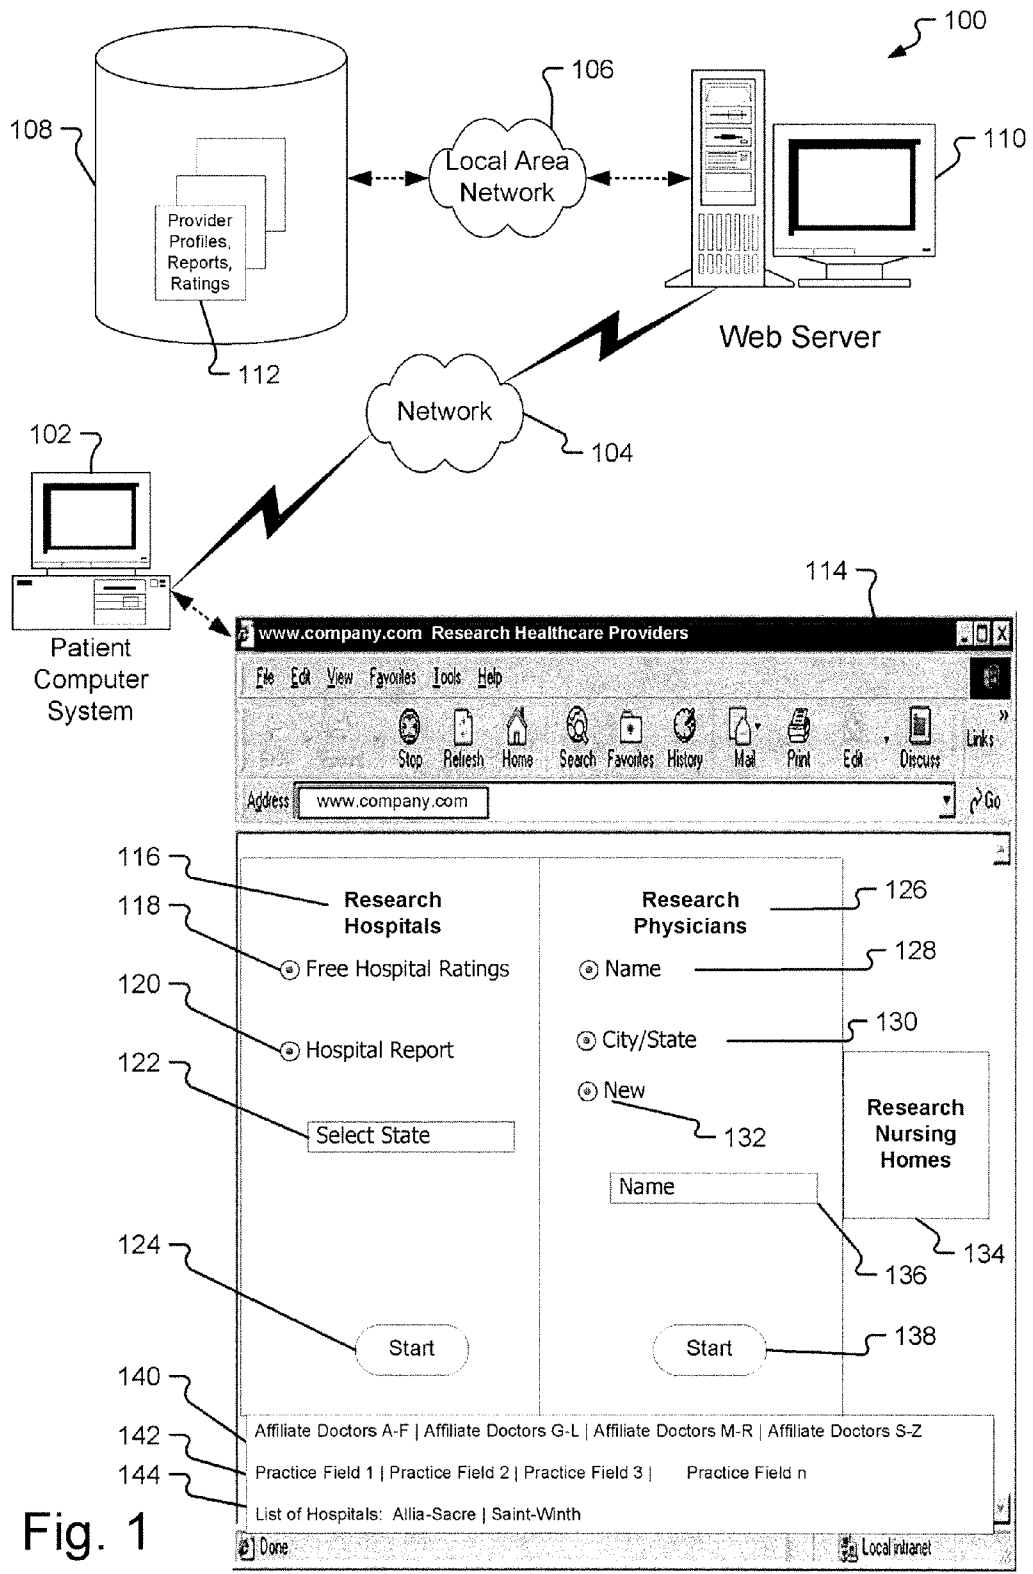 100
106
108
Local Area
Network
110
Provider
Profiles,
Reports,
Ratings
Web Server
112
Network
104
102
Patient
Computer
System
114
www.company.com Research Healthcare Providers
File Edit View Favorites Tools Help
Stop Refresh Home Search Favorites History Mail Print Edit Discuss Links
Address www.company.com Go
116
Research
Hospitals
Research
Physicians
126
118
Free Hospital Ratings
Name
128
120
Hospital Report
City/State
130
122
New
132
Select State
Research
Nursing
Homes
Name
134
136
124
Start
Start
138
140
Affiliate Doctors A-F | Affiliate Doctors G-L | Affiliate Doctors M-R | Affiliate Doctors S-Z
142
Practice Field 1 | Practice Field 2 | Practice Field 3 | Practice Field n
144
List of Hospitals: Allia-Sacre | Saint-Winth
Fig. 1
Done
Local intranet